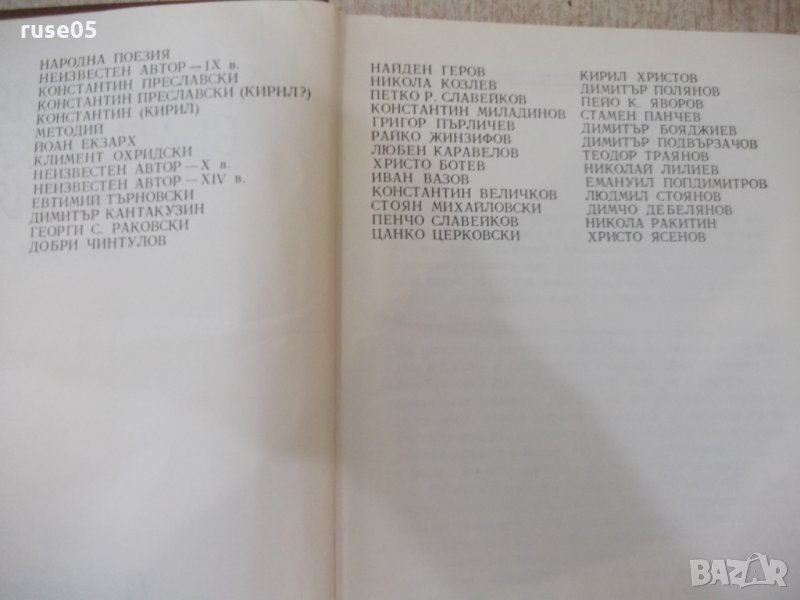 @ruse05
НАРОДНА ПОЕЗИЯ
НЕИЗВЕСТЕН АВТОР — IX в.
КОНСТАНТИН ПРЕСЛАВСКИ
КОНСТАНТИН ПРЕСЛАВСКИ (КИРИЛ?)
КОНСТАНТИН (КИРИЛ)
МЕТОДИЙ
ЙОАН ЕКЗАРХ
КЛИМЕНТ ОХРИДСКИ
НЕИЗВЕСТЕН АВТОР — X в.
НЕИЗВЕСТЕН АВТОР — XIV в.
ЕВТИМИЙ ТЪРНОВСКИ
ДИМИТЪР КАНТАКУЗИН
ГЕОРГИ С. РАКОВСКИ
ДОБРИ ЧИНТУЛОВ
НАЙДЕН ГЕРОВ
НИКОЛА КОЗЛЕВ
ПЕТКО Р. СЛАВЕЙКОВ
КОНСТАНТИН МИЛАДИНОВ
ГРИГОР ПЪРЛИЧЕВ
РАЙКО ЖИНЗИФОВ
ЛЮБЕН КАРАВЕЛОВ
ХРИСТО БОТЕВ
ИВАН ВАЗОВ
КОНСТАНТИН ВЕЛИЧКОВ
СТОЯН МИХАЙЛОВСКИ
ПЕНЧО СЛАВЕЙКОВ
ЦАНКО ЦЕРКОВСКИ
КИРИЛ ХРИСТОВ
ДИМИТЪР ПОЛЯНОВ
ПЕЙО К. ЯВОРОВ
СТАМЕН ПАНЧЕВ
ДИМИТЪР БОЯДЖИЕВ
ДИМИТЪР ПОДВЪРЗАЧОВ
ТЕОДОР ТРАЯНОВ
НИКОЛАЙ ЛИЛИЕВ
ЕМАНУИЛ ПОПДИМИТРОВ
ЛЮДМИЛ СТОЯНОВ
ДИМЧО ДЕБЕЛЯНОВ
НИКОЛА РАКИТИН
ХРИСТО ЯСЕНОВ
BAZAR